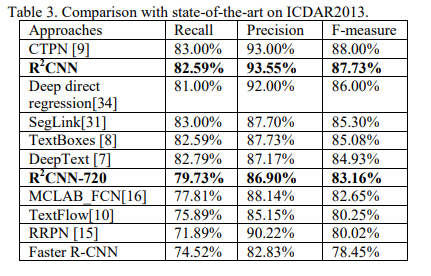 Table 3. Comparison with state-of-the-art on ICDAR2013.
Approaches Recall Precision F-measure
CTPN [9] 83.00% 93.00% 88.00%
R²CNN 82.59% 93.55% 87.73%
Deep direct regression[34] 81.00% 92.00% 86.00%
SegLink[31] 83.00% 87.70% 85.30%
TextBoxes [8] 82.59% 87.73% 85.08%
DeepText [7] 82.79% 87.17% 84.93%
R²CNN-720 79.73% 86.90% 83.16%
MCLAB_FCN[16] 77.81% 88.14% 82.65%
TextFlow[10] 75.89% 85.15% 80.25%
RRPN [15] 71.89% 90.22% 80.02%
Faster R-CNN 74.52% 82.83% 78.45%